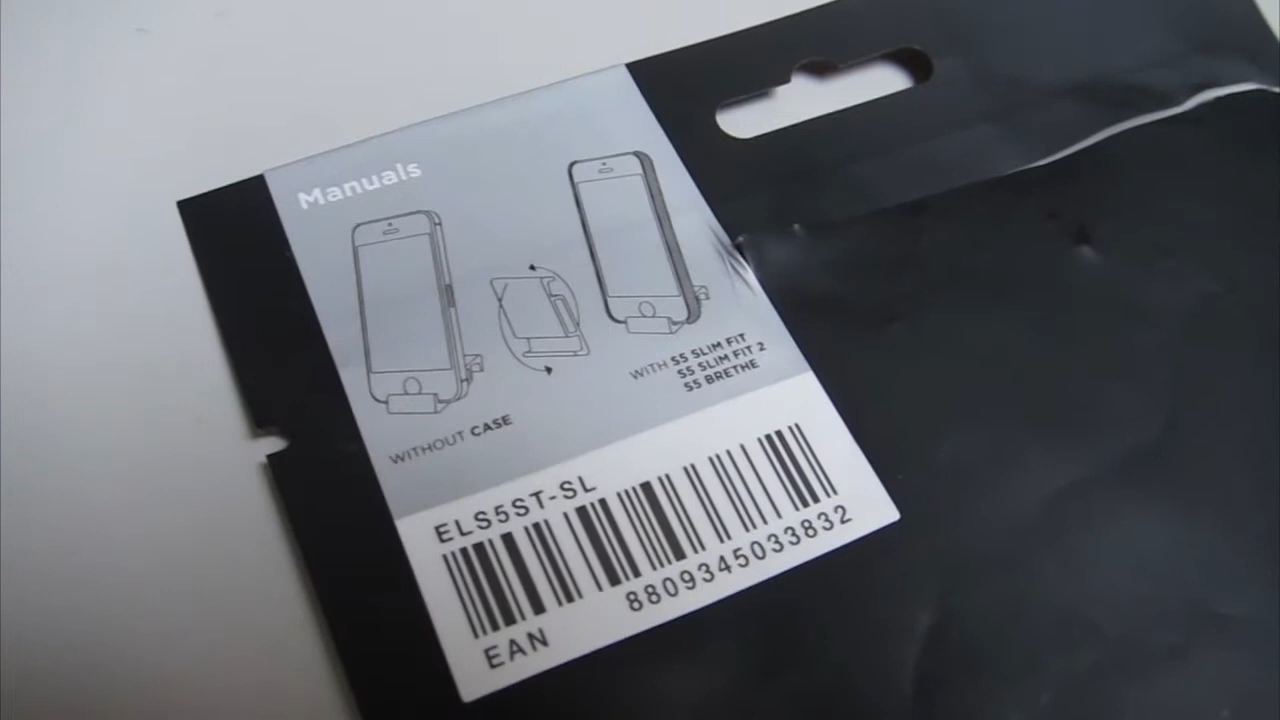 Manuals
WITHOUT CASE
WITH S5 SLIM FIT
S5 SLIM FIT 2
S5 BRETHE
ELS5ST-SL
EAN 8809345033832